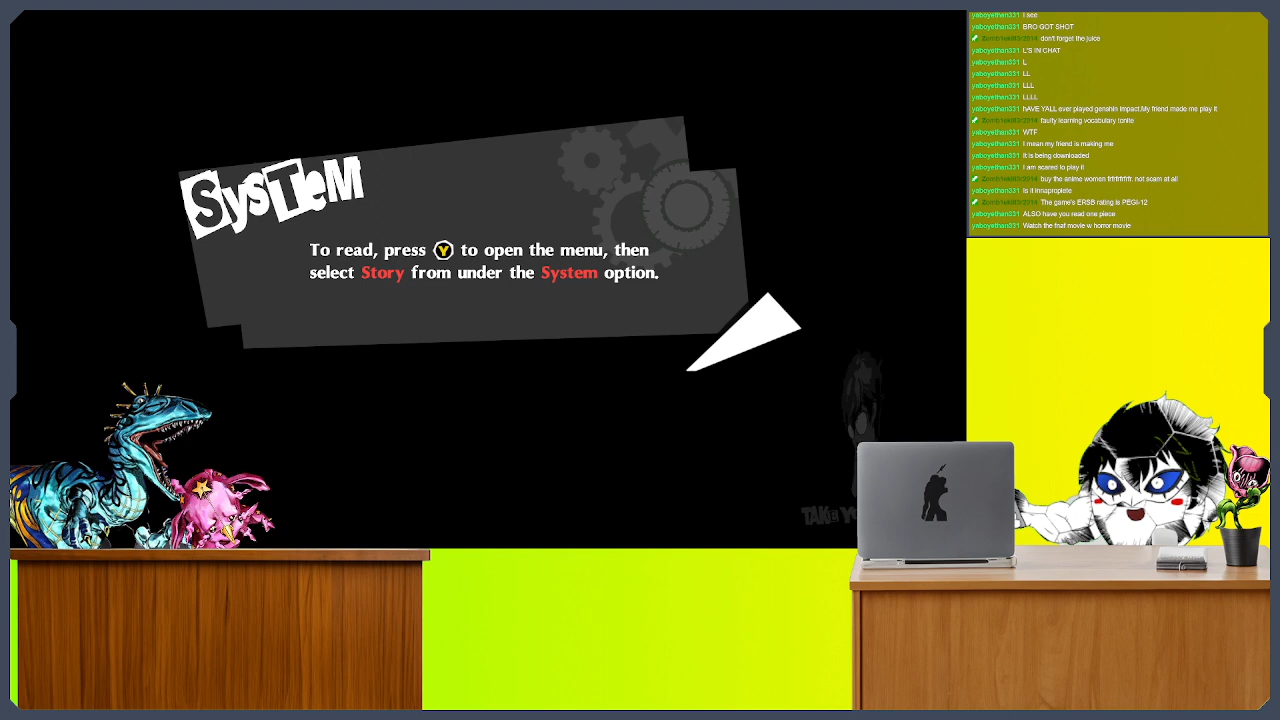 SysTeM
To read, press Y to open the menu, then
select Story from under the System option.
TAKe Y
yaboyethan331 I see
yaboyethan331 BRO GOT SHOT
don't forget the juice
yaboyethan331 L'S IN CHAT
yaboyethan331 L
yaboyethan331 LL
yaboyethan331 LLL
yaboyethan331 LLLL
yaboyethan331 hAVE YALL ever played genshin impact.My friend made me play it
faulty learning vocabulary tonite
yaboyethan331 WTF
yaboyethan331 I mean my friend is making me
yaboyethan331 It is being downloaded
yaboyethan331 I am scared to play it
buy the anime women frfrfrfrfr. not scam at all
yaboyethan331 Is it innapropiete
The game's ERSB rating is PEGI-12
yaboyethan331 ALSO have you read one piece
yaboyethan331 Watch the fnaf movie w horror movie